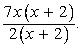 7x(x + 2)
2(x + 2) .